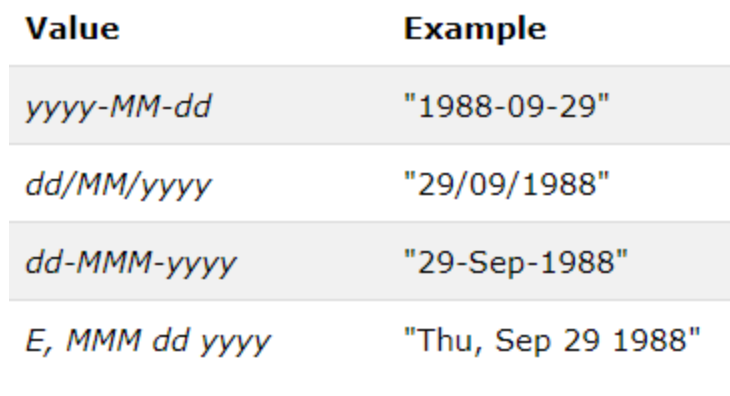 Value Example
yyyy-MM-dd "1988-09-29"
dd/MM/yyyy "29/09/1988"
dd-MMM-yyyy "29-Sep-1988"
E, MMM dd yyyy "Thu, Sep 29 1988"